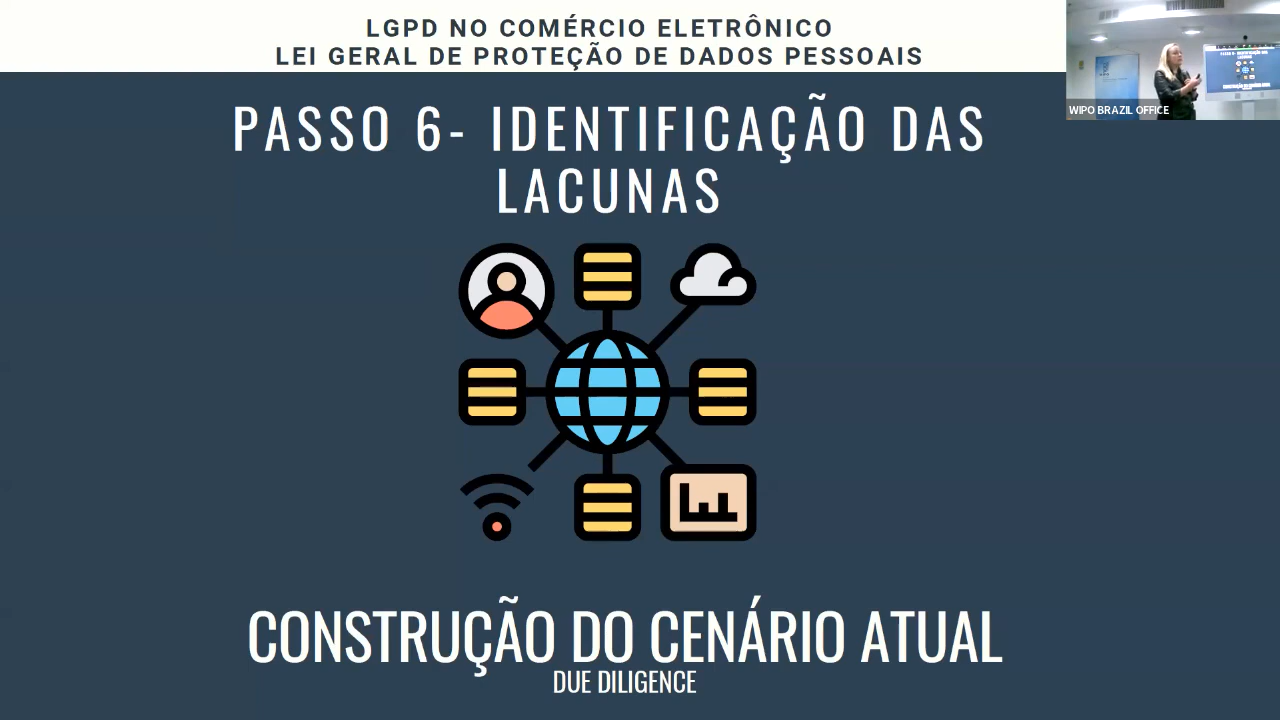 LGPD NO COMÉRCIO ELETRÔNICO
LEI GERAL DE PROTEÇÃO DE DADOS PESSOAIS
WIPO BRAZIL OFFICE
PASSO 6- IDENTIFICAÇÃO DAS
LACUNAS
CONSTRUÇÃO DO CENÁRIO ATUAL
DUE DILIGENCE